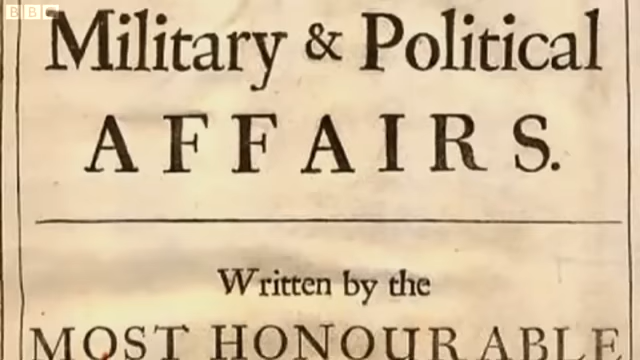 BBC
Military & Political
AFFAIRS.
Written by the
MOST HONOURABLE